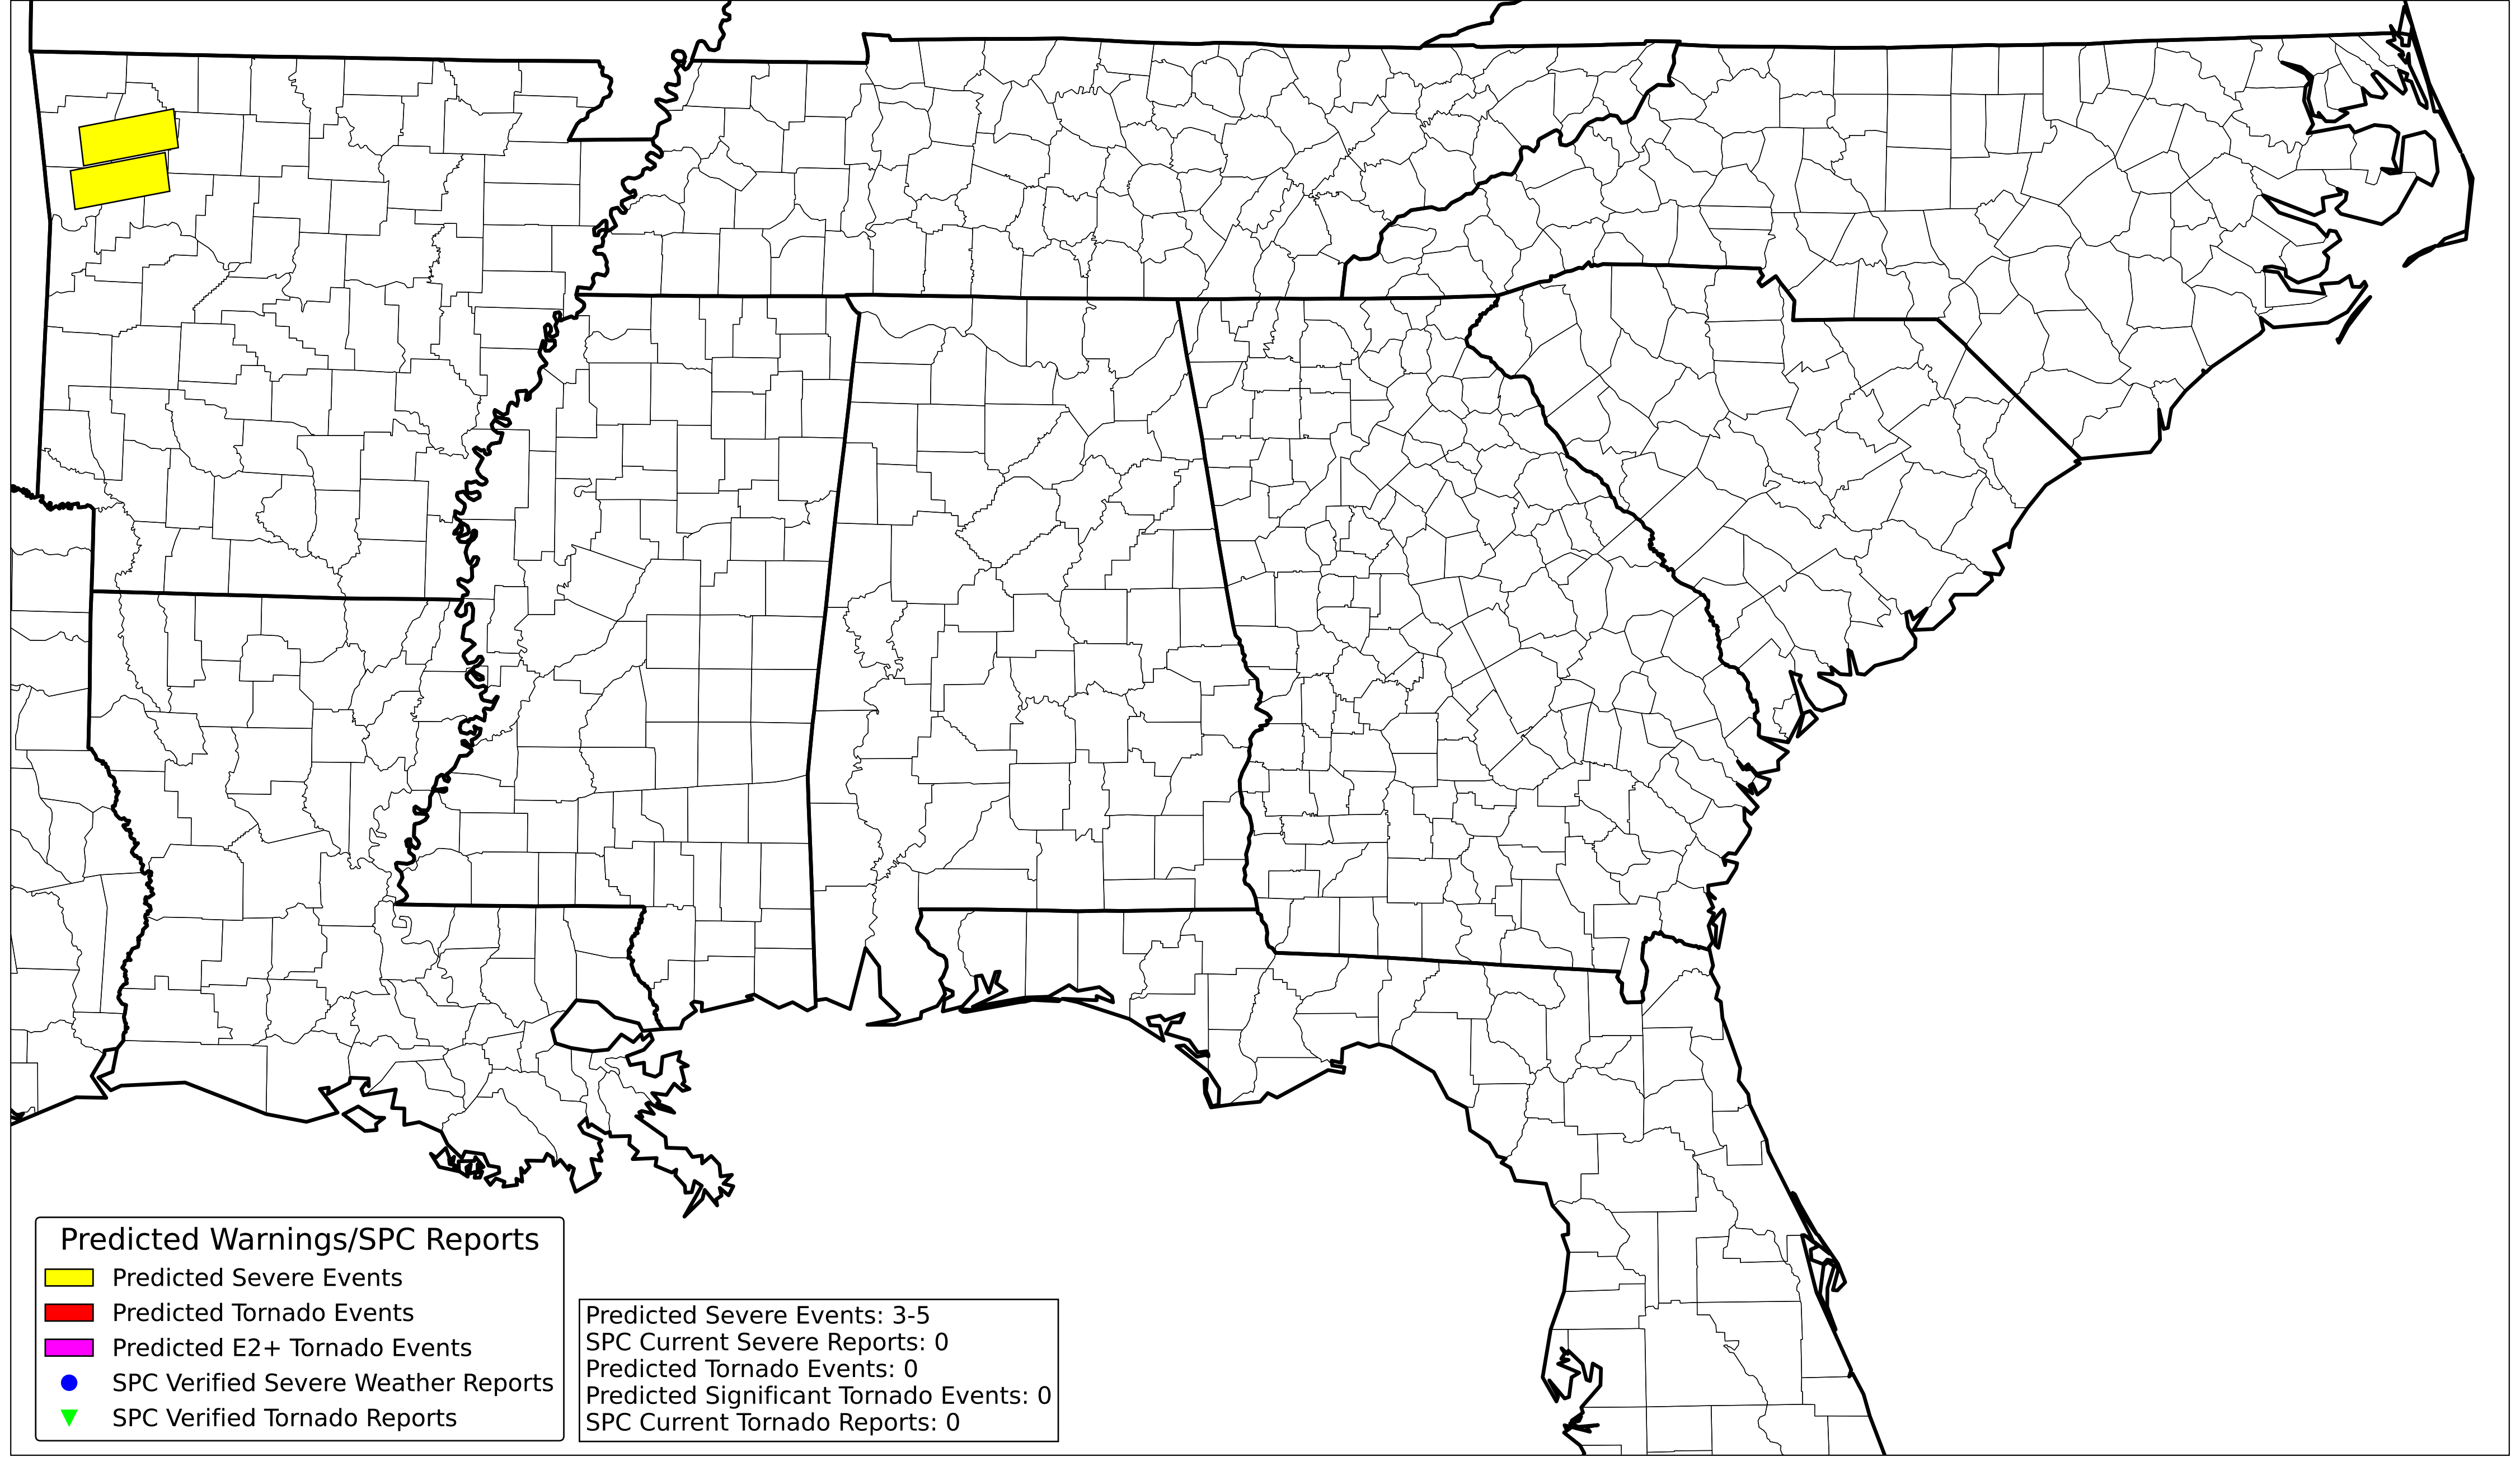 Predicted Warnings/SPC Reports
Predicted Severe Events
Predicted Tornado Events
Predicted E2+ Tornado Events
SPC Verified Severe Weather Reports
SPC Verified Tornado Reports
Predicted Severe Events: 3-5
SPC Current Severe Reports: 0
Predicted Tornado Events: 0
Predicted Significant Tornado Events: 0
SPC Current Tornado Reports: 0